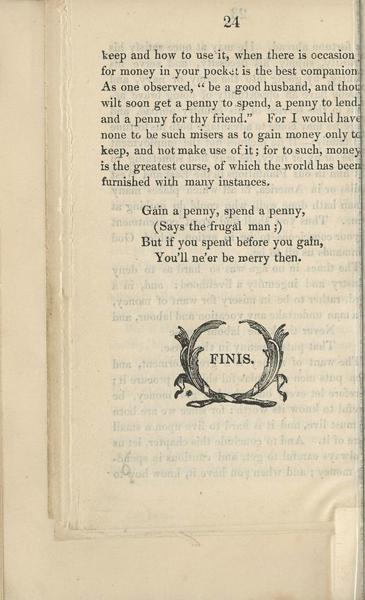 24
keep and how to use it, when there is occasion;
for money in your pocket is the best companion.
As one observed, “ be a good husband, and thou
wilt soon get a penny to spend, a penny to lend,
and a penny for thy friend.” For I would have
none to be such misers as to gain money only to
keep, and not make use of it; for to such, money
is the greatest curse, of which the world has been
furnished with many instances.
Gain a penny, spend a penny,
(Says the frugal man ;)
But if you spend before you gain,
You'll ne'er be merry then.
FINIS.